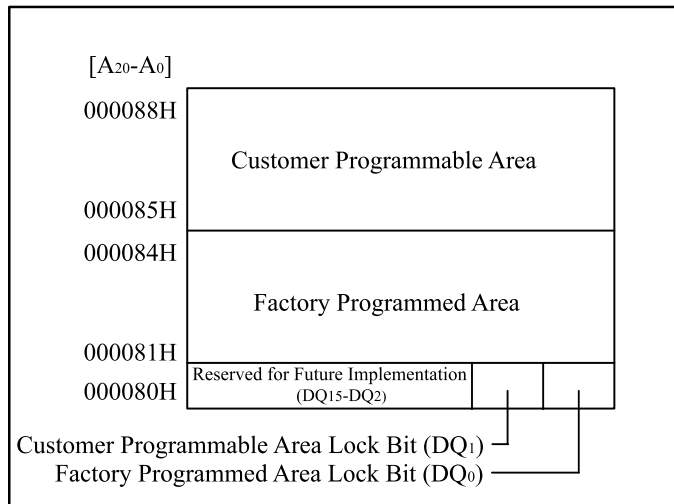 [A20-A0]
000088H
Customer Programmable Area
000085H
000084H
Factory Programmed Area
000081H
Reserved for Future Implementation
(DQ15-DQ2)
000080H
Customer Programmable Area Lock Bit (DQ1)
Factory Programmed Area Lock Bit (DQ0)